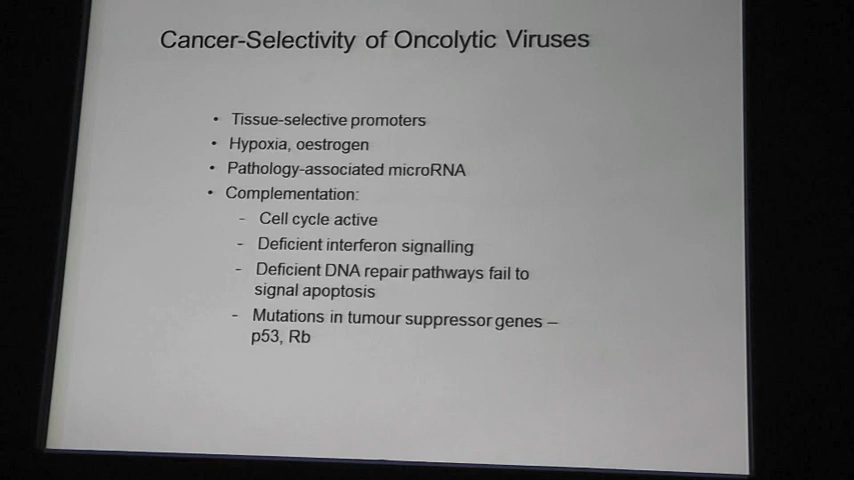 Cancer-Selectivity of Oncolytic Viruses
• Tissue-selective promoters
• Hypoxia, oestrogen
• Pathology-associated microRNA
• Complementation:
- Cell cycle active
- Deficient interferon signalling
- Deficient DNA repair pathways fail to
signal apoptosis
- Mutations in tumour suppressor genes –
p53, Rb